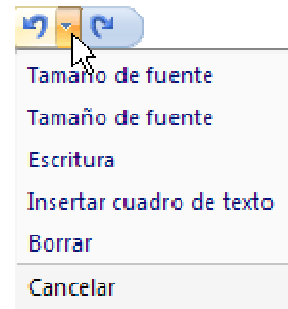 Tamaño de fuente
Tamaño de fuente
Escritura
Insertar cuadro de texto
Borrar
Cancelar